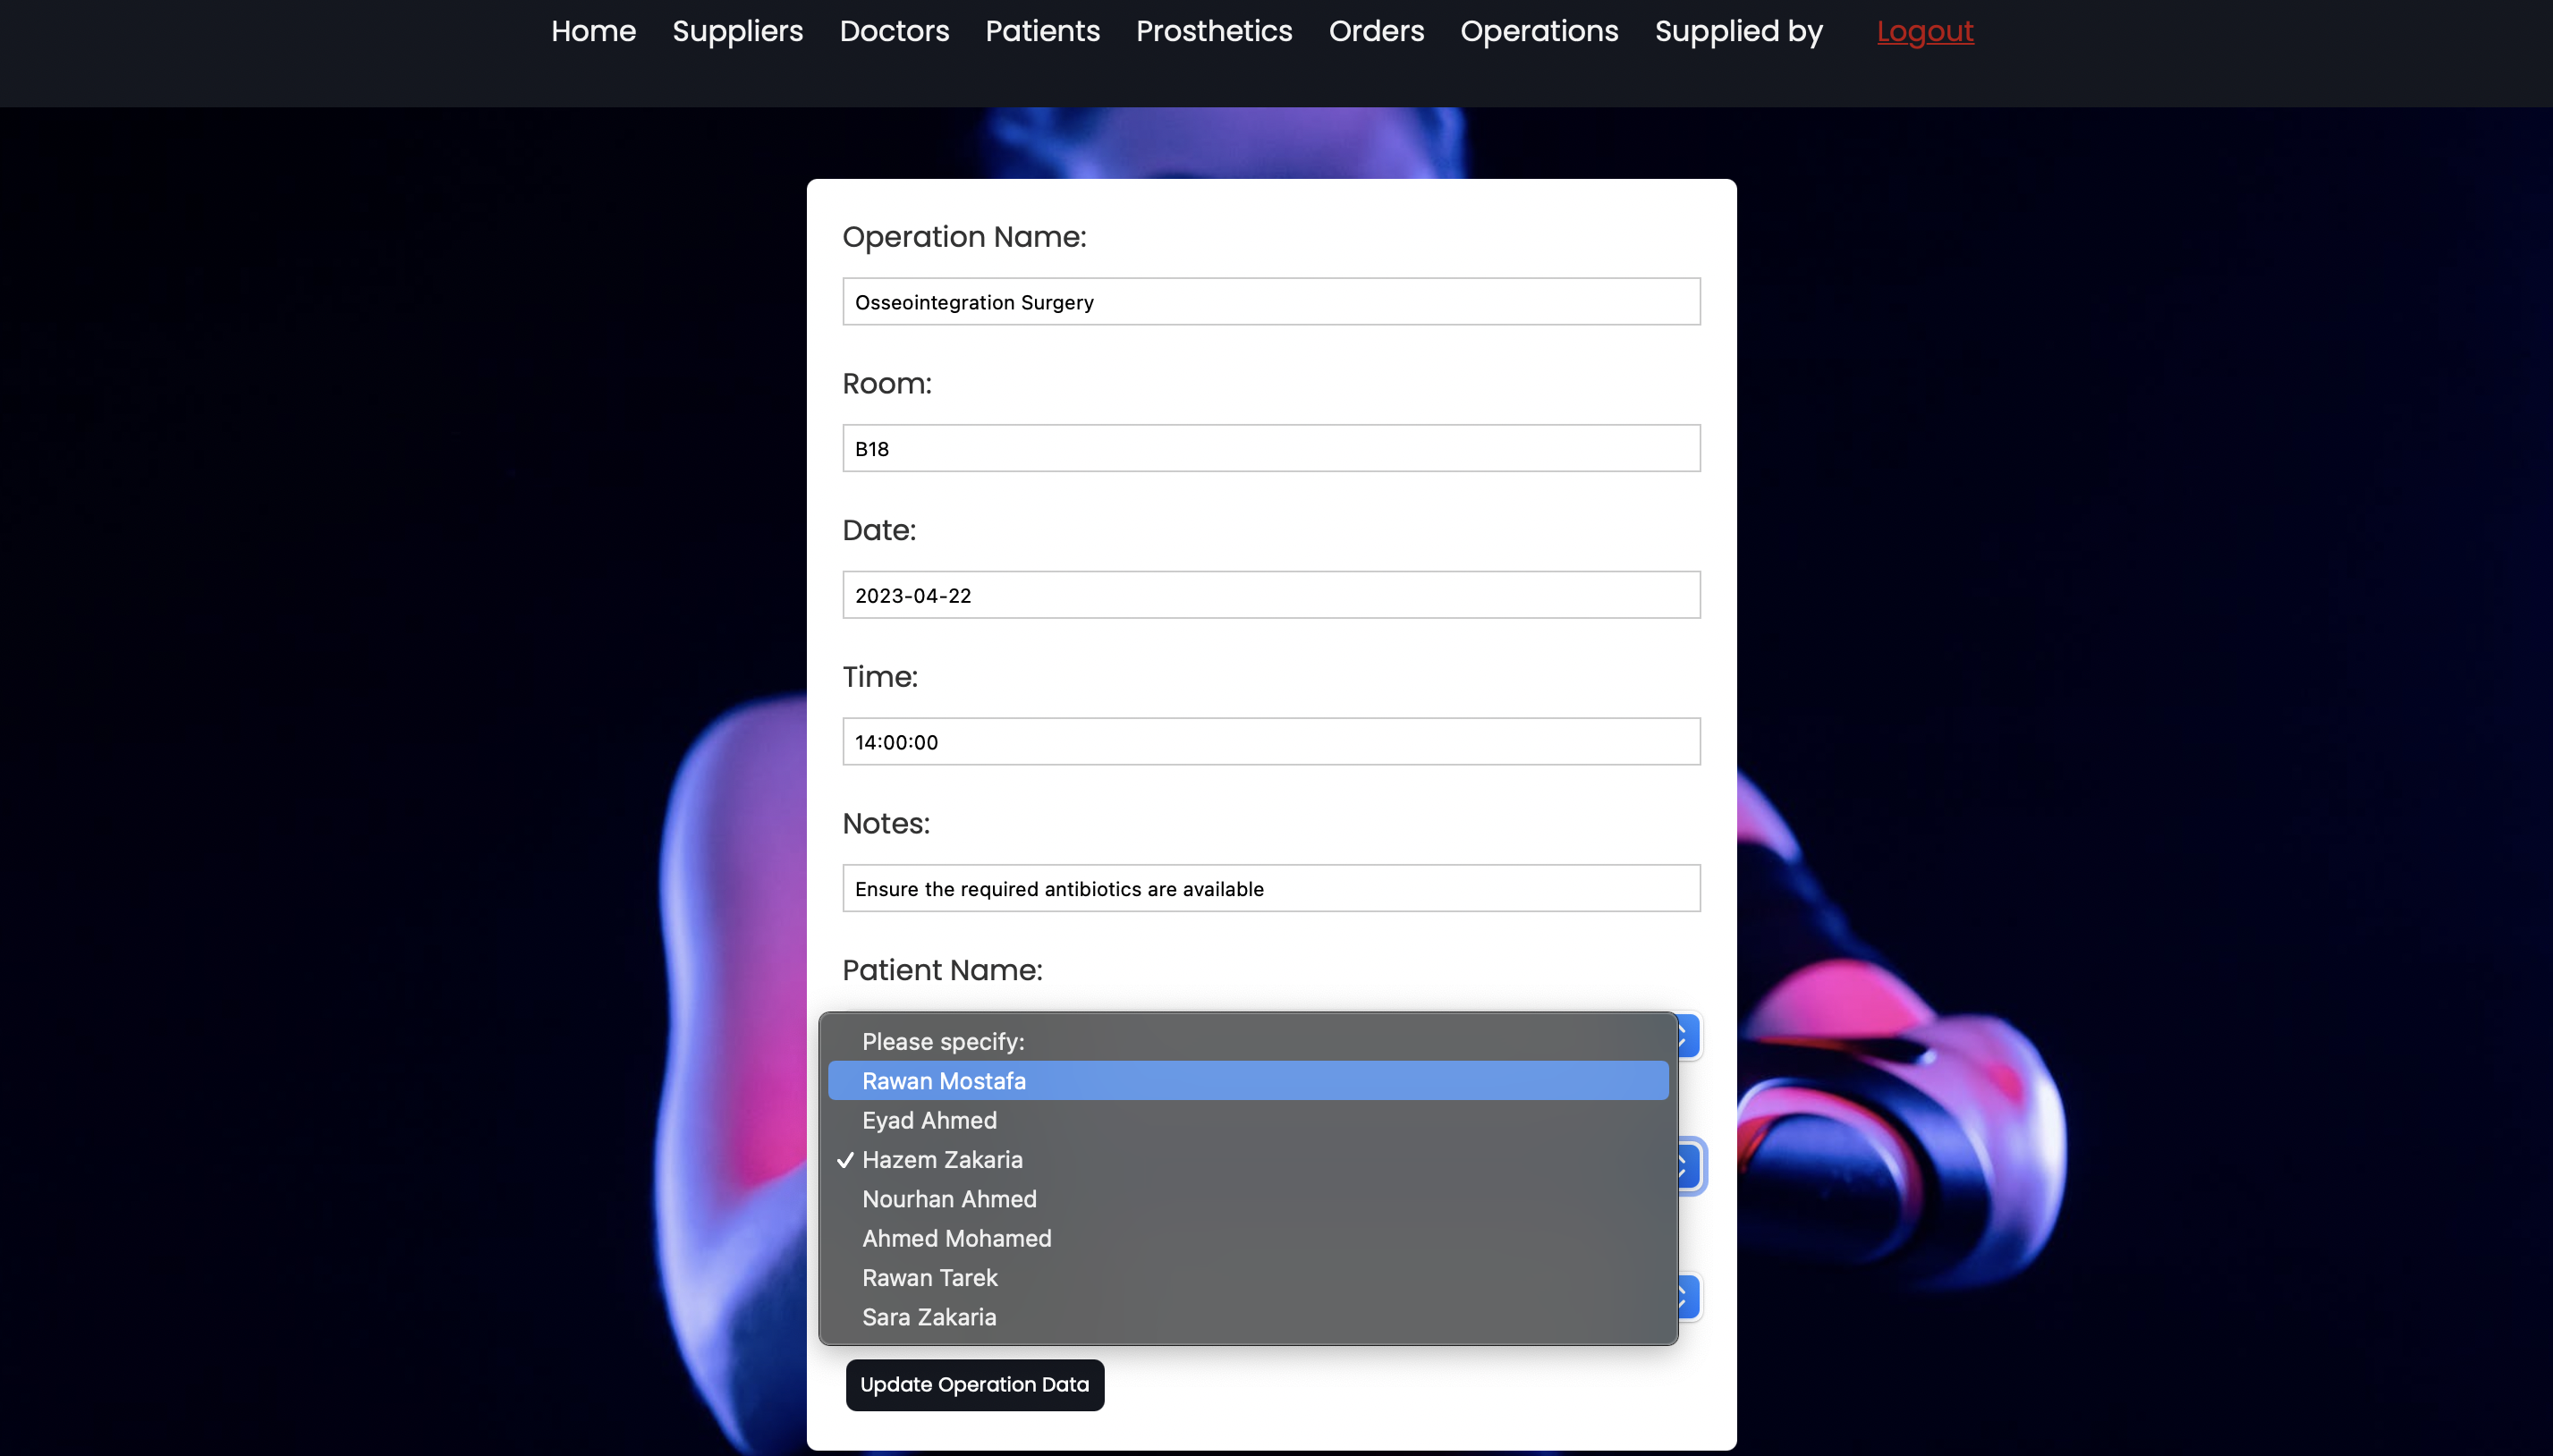 Home Suppliers Doctors Patients Prosthetics Orders Operations Supplied by Logout
Operation Name:
Osseointegration Surgery
Room:
B18
Date:
2023-04-22
Time:
14:00:00
Notes:
Ensure the required antibiotics are available
Patient Name:
Please specify:
Rawan Mostafa
Eyad Ahmed
✓ Hazem Zakaria
Nourhan Ahmed
Ahmed Mohamed
Rawan Tarek
Sara Zakaria
Update Operation Data